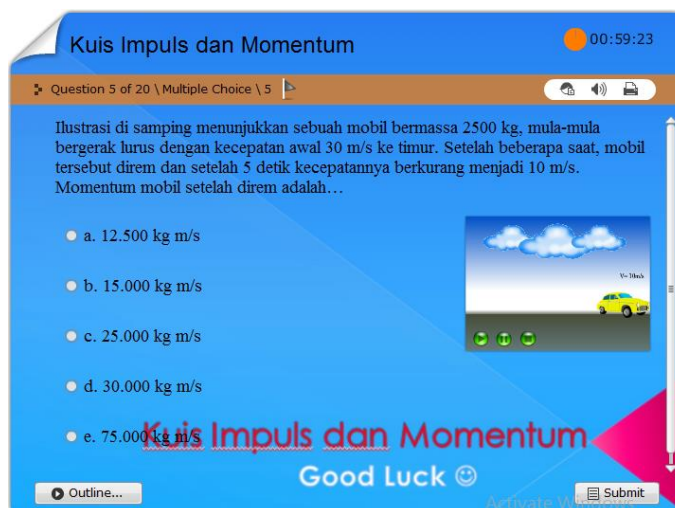 Kuis Impuls dan Momentum
00:59:23
Question 5 of 20 \ Multiple Choice \ 5
Ilustrasi di samping menunjukkan sebuah mobil bermassa 2500 kg, mula-mula
bergerak lurus dengan kecepatan awal 30 m/s ke timur. Setelah beberapa saat, mobil
tersebut direm dan setelah 5 detik kecepatannya berkurang menjadi 10 m/s.
Momentum mobil setelah direm adalah…
a. 12.500 kg m/s
b. 15.000 kg m/s
c. 25.000 kg m/s
d. 30.000 kg m/s
e. 75.000 kg m/s
Kuis Impuls dan Momentum
Good Luck ☺
Outline...
Activate Windows
Submit